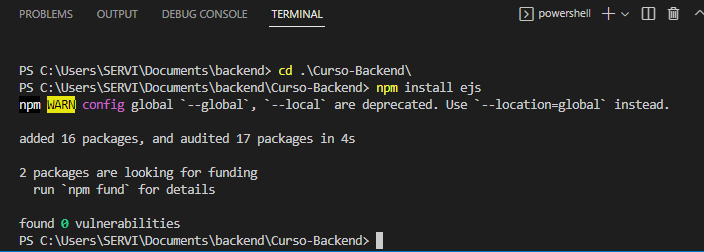 PROBLEMS OUTPUT DEBUG CONSOLE TERMINAL powershell
PS C:\Users\SERVI\Documents\backend> cd .\Curso-Backend\
PS C:\Users\SERVI\Documents\backend\Curso-Backend> npm install ejs
npm WARN config global `--global`, `--local` are deprecated. Use `--location=global` instead.
added 16 packages, and audited 17 packages in 4s
2 packages are looking for funding
run `npm fund` for details
found 0 vulnerabilities
PS C:\Users\SERVI\Documents\backend\Curso-Backend>